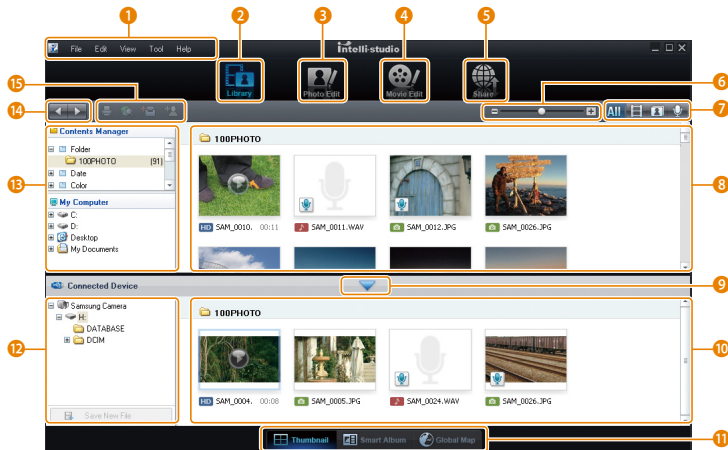 1 2 3 4 5
File Edit View Tool Help
Intelli-studio
Library Photo Edit Movie Edit Share
15
6
14
All
7
Contents Manager
Folder
100PHOTO (91)
Date
Color
13
My Computer
C:
D:
Desktop
My Documents
100PHOTO
8
HD SAM_0010. 00:11 SAM_0011.WAV SAM_0012.JPG SAM_0026.JPG
Connected Device
9
Samsung Camera
H:
DATABASE
DCIM
12
Save New File
100PHOTO
10
HD SAM_0004. 00:08 SAM_0005.JPG SAM_0024.WAV SAM_0026.JPG
Thumbnail Smart Album Global Map
11